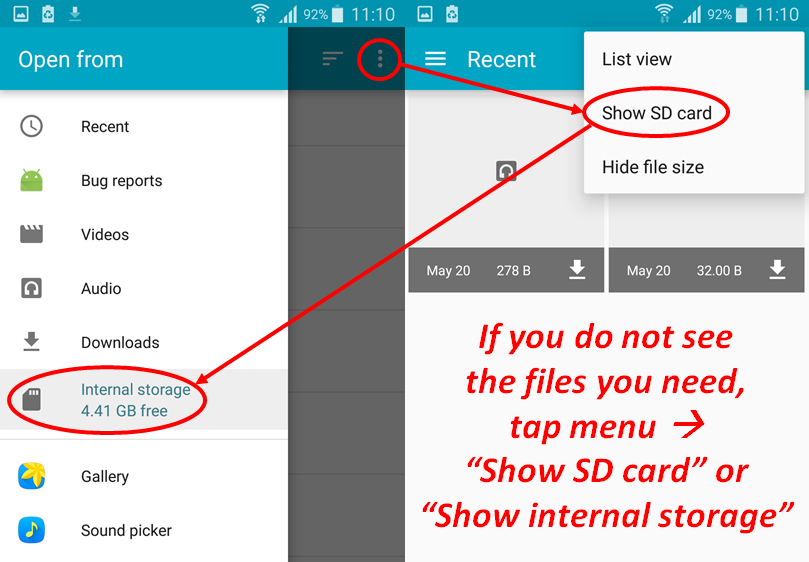 92% 11:10
Open from
Recent
Bug reports
Videos
Audio
Downloads
Internal storage
4.41 GB free
Gallery
Sound picker
92% 11:10
Recent
List view
Show SD card
Hide file size
May 20 278 B
May 20 32.00 B
If you do not see
the files you need,
tap menu →
“Show SD card” or
“Show internal storage”